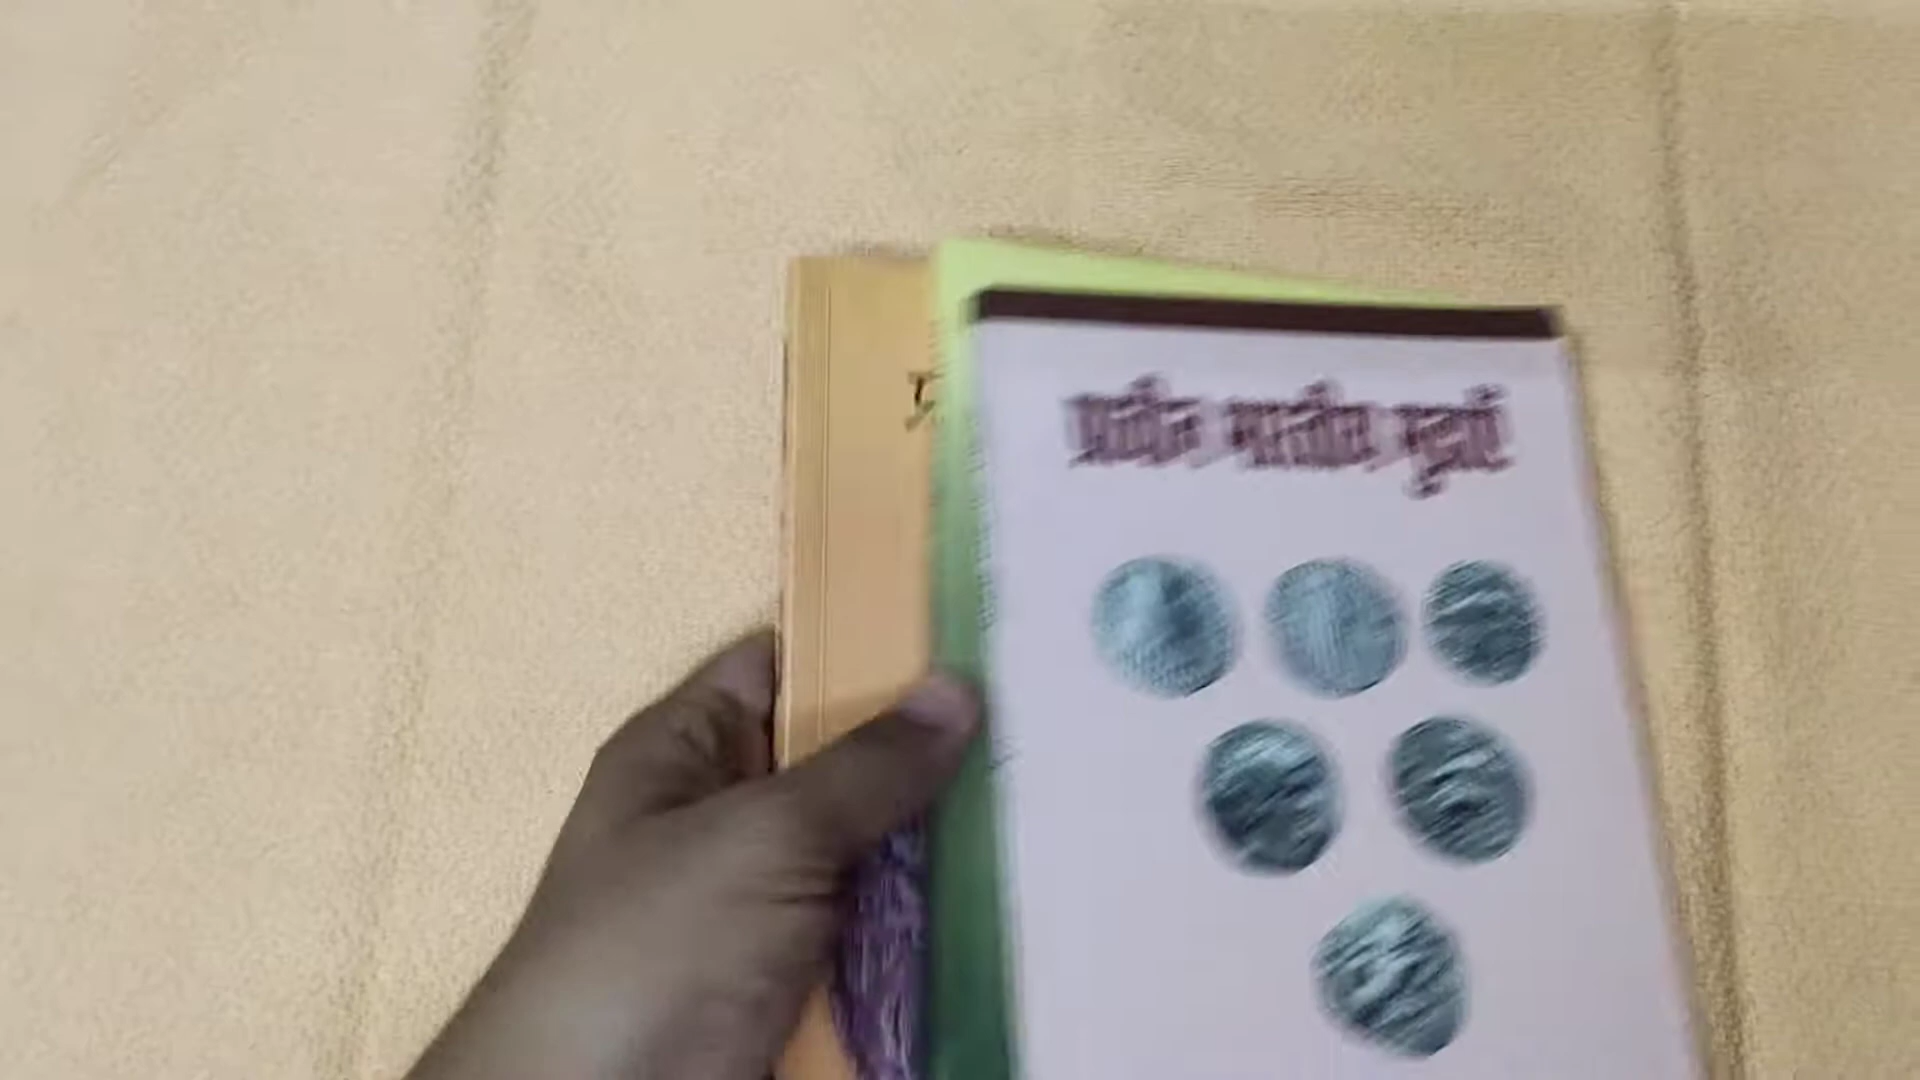 प्राचीन भारतीय मुद्राएं